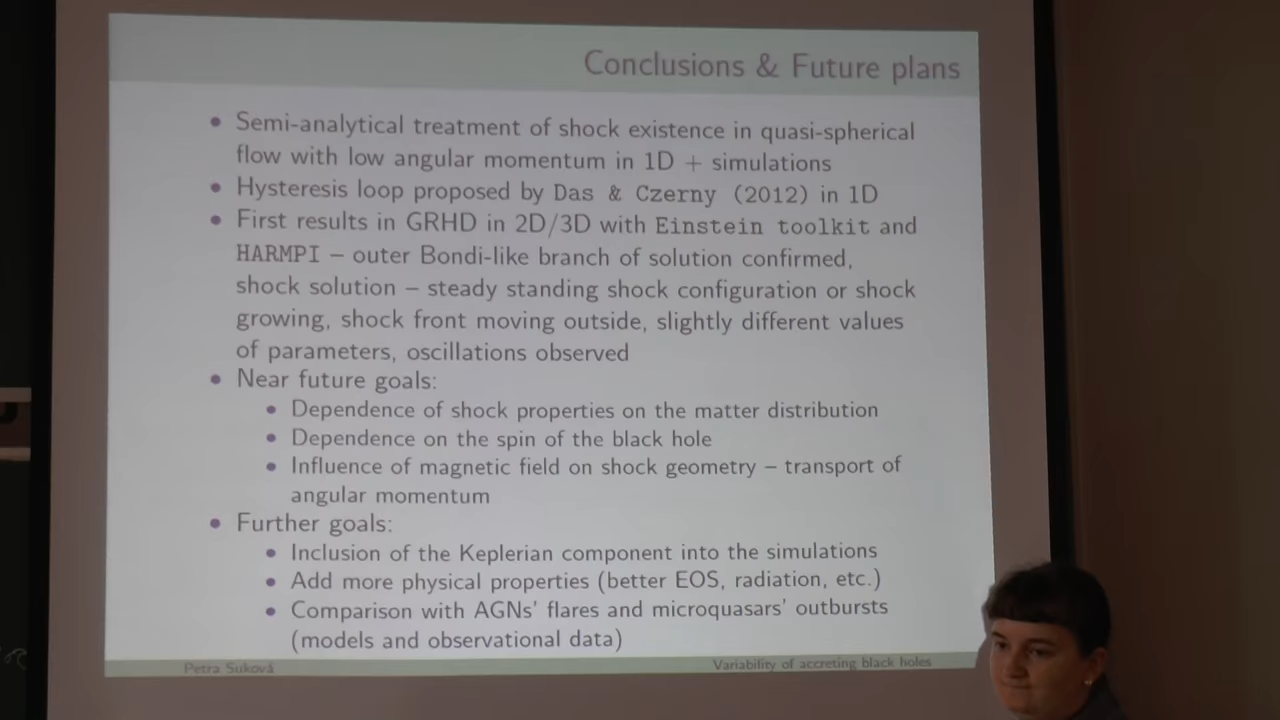 Conclusions & Future plans
• Semi-analytical treatment of shock existence in quasi-spherical
flow with low angular momentum in 1D + simulations
• Hysteresis loop proposed by Das & Czerny (2012) in 1D
• First results in GRHD in 2D/3D with Einstein toolkit and
HARMPI – outer Bondi-like branch of solution confirmed,
shock solution – steady standing shock configuration or shock
growing, shock front moving outside, slightly different values
of parameters, oscillations observed
• Near future goals:
• Dependence of shock properties on the matter distribution
• Dependence on the spin of the black hole
• Influence of magnetic field on shock geometry – transport of
angular momentum
• Further goals:
• Inclusion of the Keplerian component into the simulations
• Add more physical properties (better EOS, radiation, etc.)
• Comparison with AGNs' flares and microquasars' outbursts
(models and observational data)
Petra Suková
Variability of accreting black holes